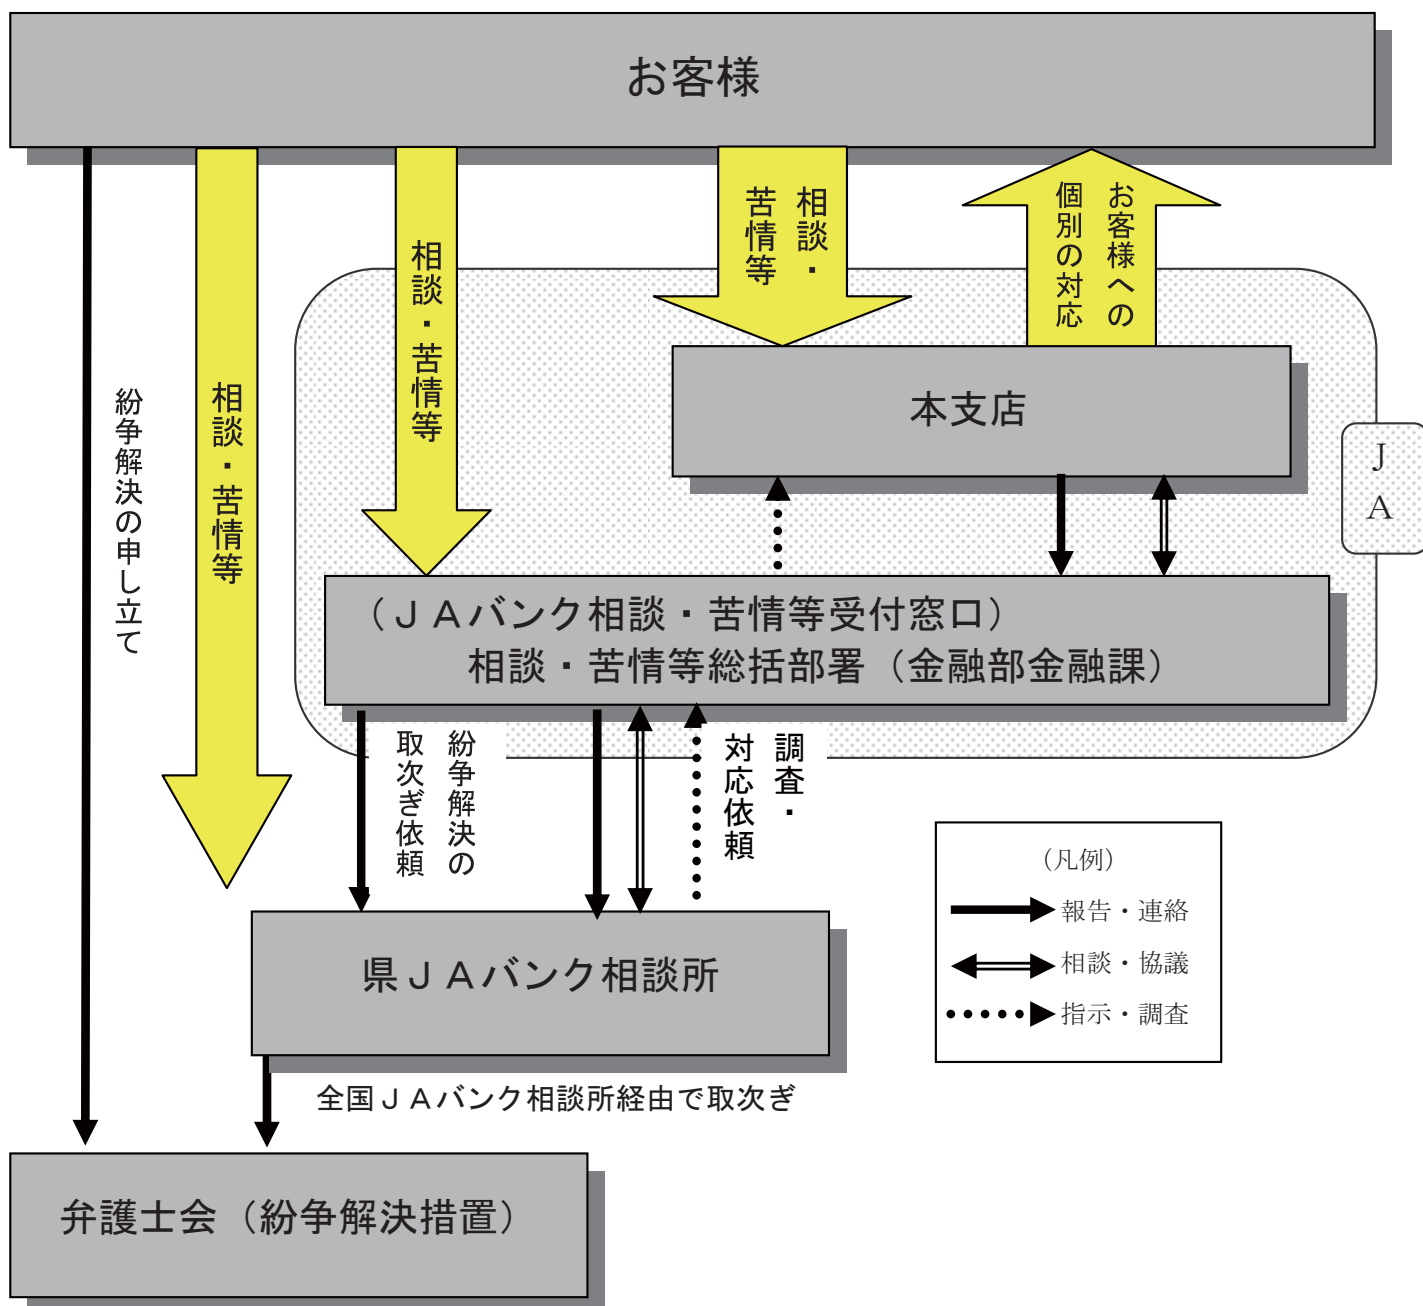 お客様
相談・
苦情等
お客様への
個別の対応
相談・苦情等
相談・苦情等
紛争解決の申し立て
本支店
ＪＡ
（ＪＡバンク相談・苦情等受付窓口）
相談・苦情等総括部署（金融部金融課）
紛争解決の
取次ぎ依頼
調査・
対応依頼
（凡例）
報告・連絡
相談・協議
指示・調査
県ＪＡバンク相談所
全国ＪＡバンク相談所経由で取次ぎ
弁護士会（紛争解決措置）